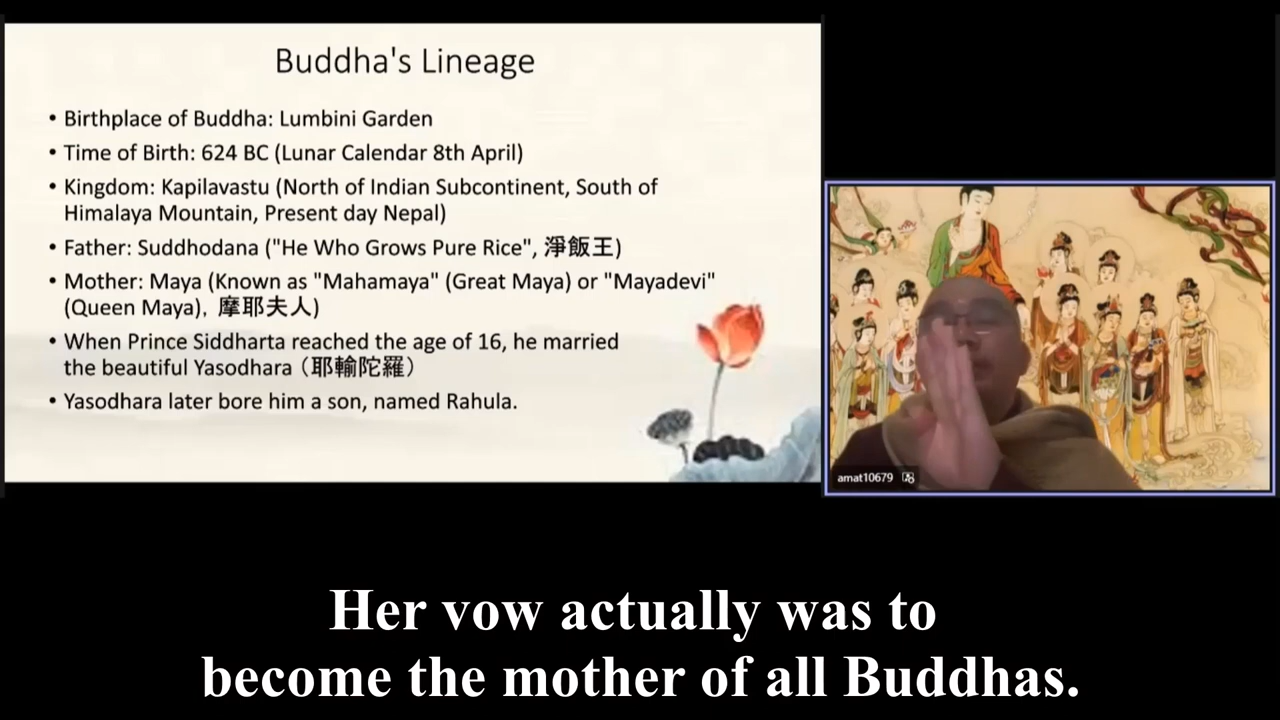 Buddha's Lineage
• Birthplace of Buddha: Lumbini Garden
• Time of Birth: 624 BC (Lunar Calendar 8th April)
• Kingdom: Kapilavastu (North of Indian Subcontinent, South of
Himalaya Mountain, Present day Nepal)
• Father: Suddhodana ("He Who Grows Pure Rice", 淨飯王)
• Mother: Maya (Known as "Mahamaya" (Great Maya) or "Mayadevi"
(Queen Maya), 摩耶夫人)
• When Prince Siddharta reached the age of 16, he married
the beautiful Yasodhara（耶輸陀羅）
• Yasodhara later bore him a son, named Rahula.
amat10679
Her vow actually was to
become the mother of all Buddhas.